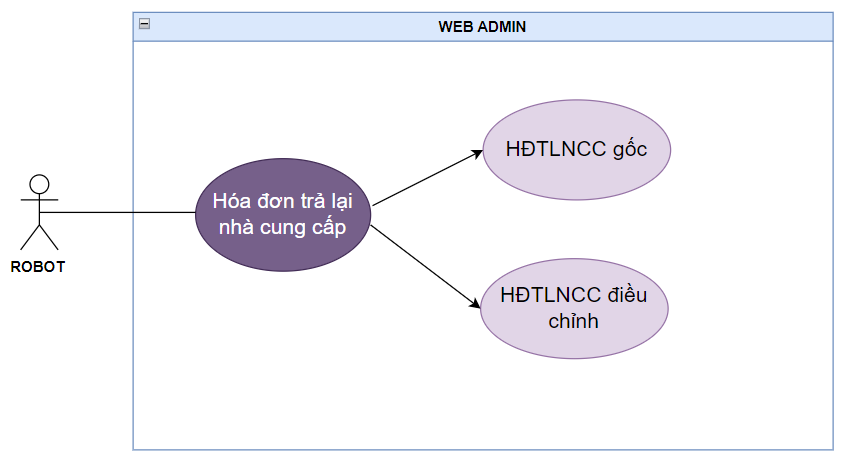 WEB ADMIN
HĐTLNCC gốc
Hóa đơn trả lại
nhà cung cấp
ROBOT
HĐTLNCC điều
chỉnh